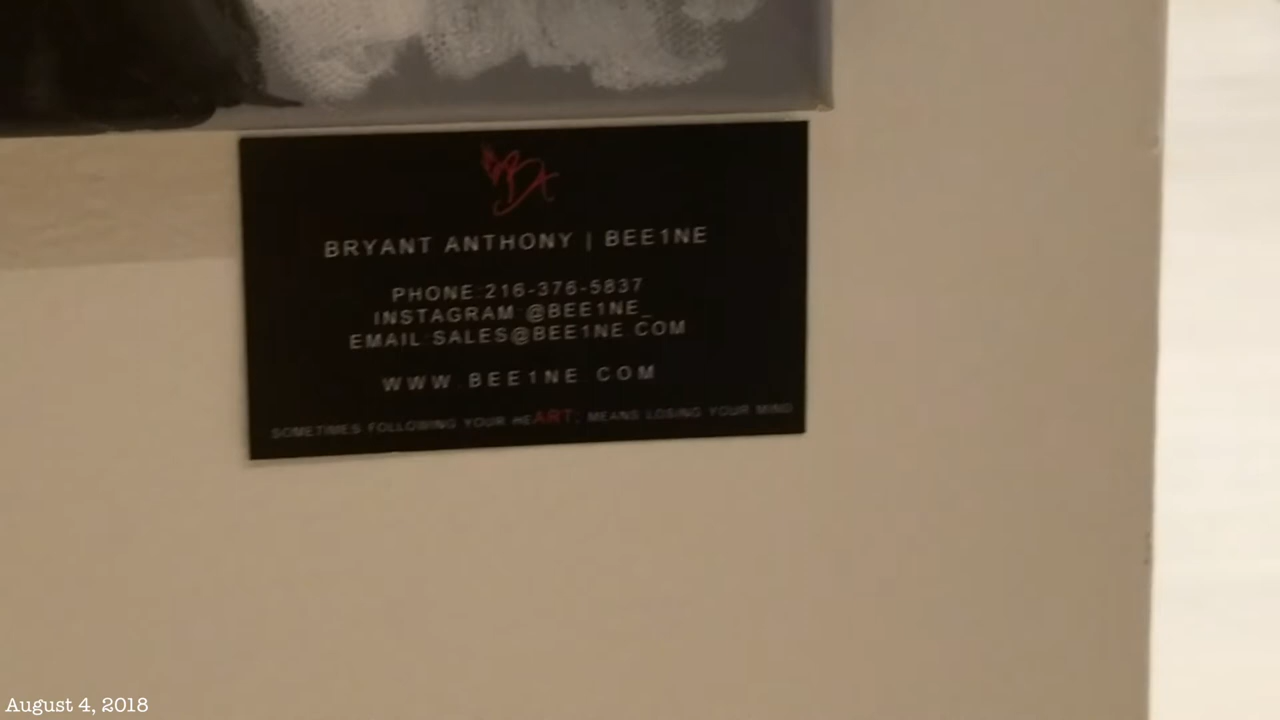 BRYANT ANTHONY | BEE1NE
PHONE:216-376-5837
INSTAGRAM:@BEE1NE_
EMAIL:SALES@BEE1NE.COM
WWW.BEE1NE.COM
SOMETIMES FOLLOWING YOUR HEART; MEANS LOSING YOUR MIND
August 4, 2018